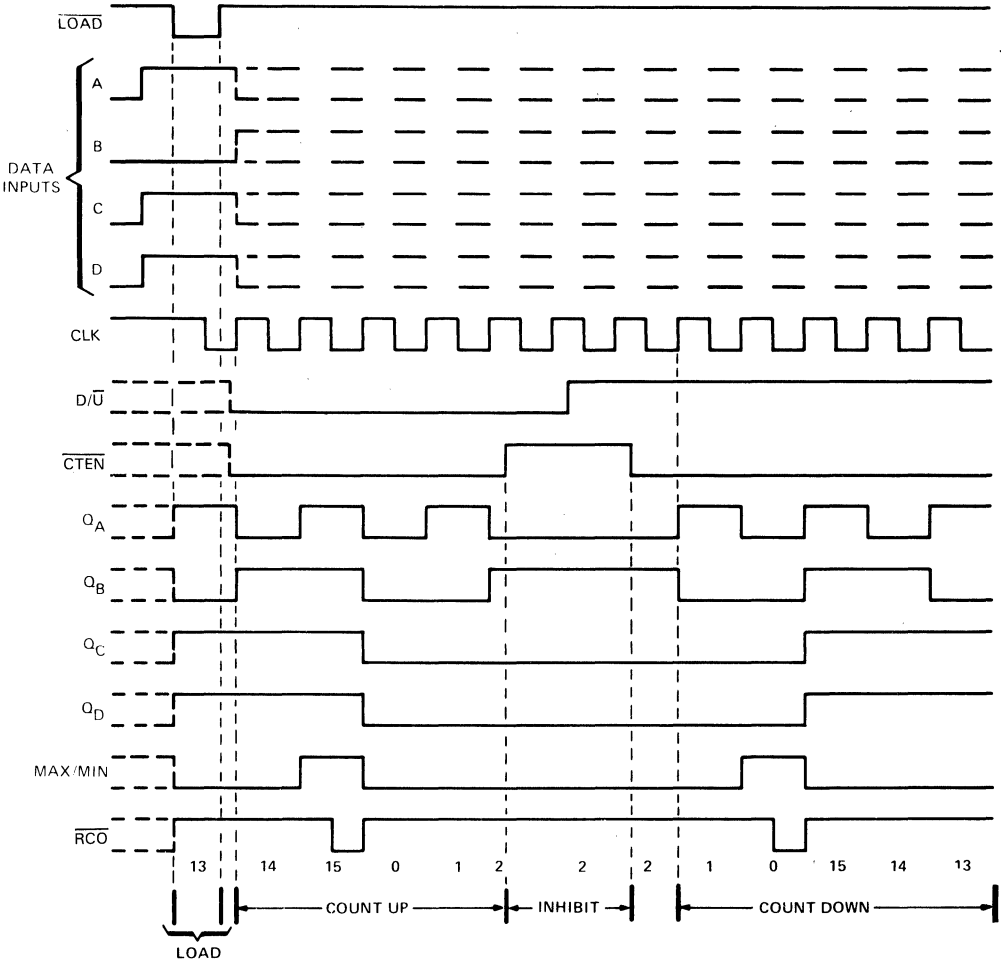 LOAD
A
B
DATA
INPUTS
C
D
CLK
D/U
CTEN
QA
QB
QC
QD
MAX/MIN
RCO
13 14 15 0 1 2 2 2 1 0 15 14 13
COUNT UP INHIBIT COUNT DOWN
LOAD